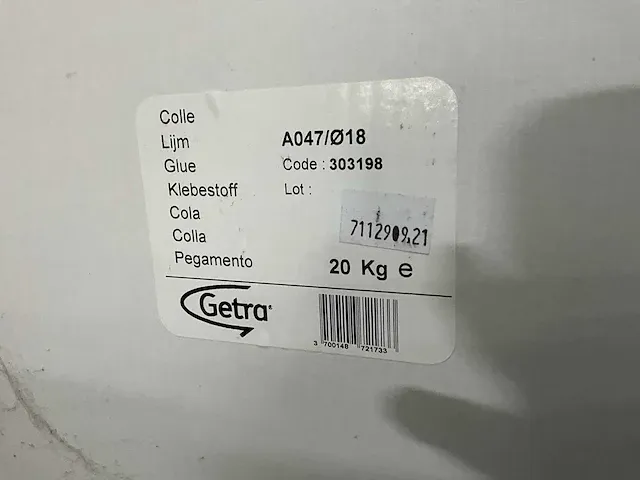 Colle
Lijm
Glue
Klebestoff
Cola
Colla
Pegamento
A047/Ø18
Code : 303198
Lot :
7112909.21
20 Kg e
Getra®
3 700148 721733